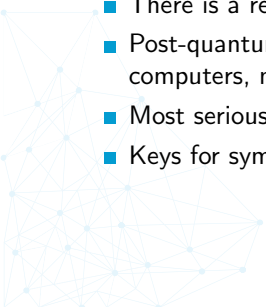 There is a re
Post-quantu
computers, r
Most serious
Keys for sym